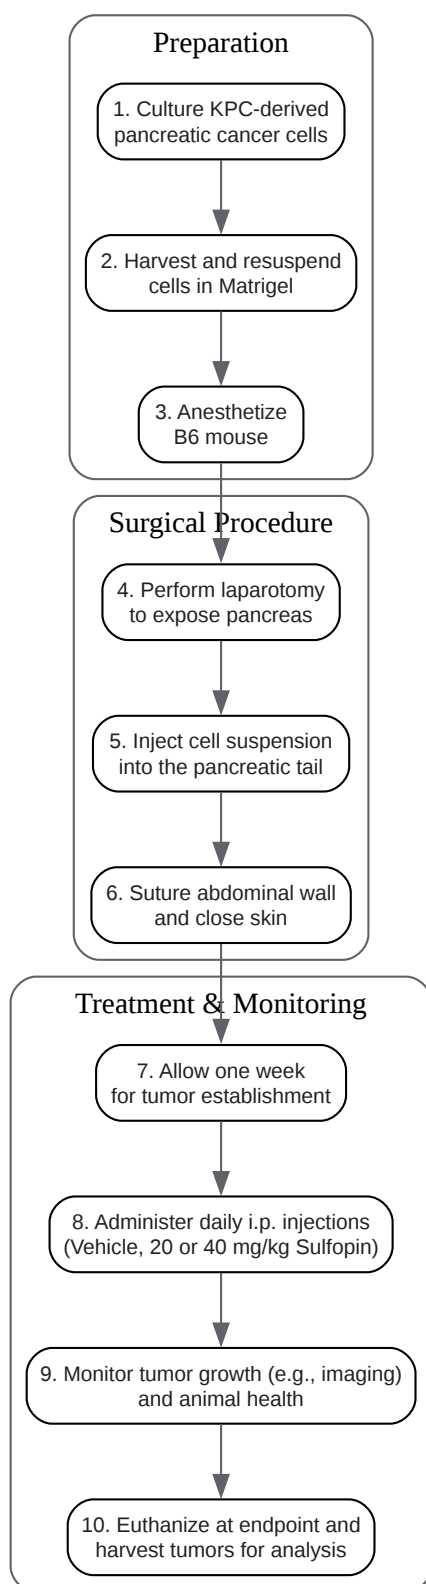 Preparation
1. Culture KPC-derived
pancreatic cancer cells
2. Harvest and resuspend
cells in Matrigel
3. Anesthetize
B6 mouse
Surgical Procedure
4. Perform laparotomy
to expose pancreas
5. Inject cell suspension
into the pancreatic tail
6. Suture abdominal wall
and close skin
Treatment & Monitoring
7. Allow one week
for tumor establishment
8. Administer daily i.p. injections
(Vehicle, 20 or 40 mg/kg Sulfopin)
9. Monitor tumor growth (e.g., imaging)
and animal health
10. Euthanize at endpoint and
harvest tumors for analysis